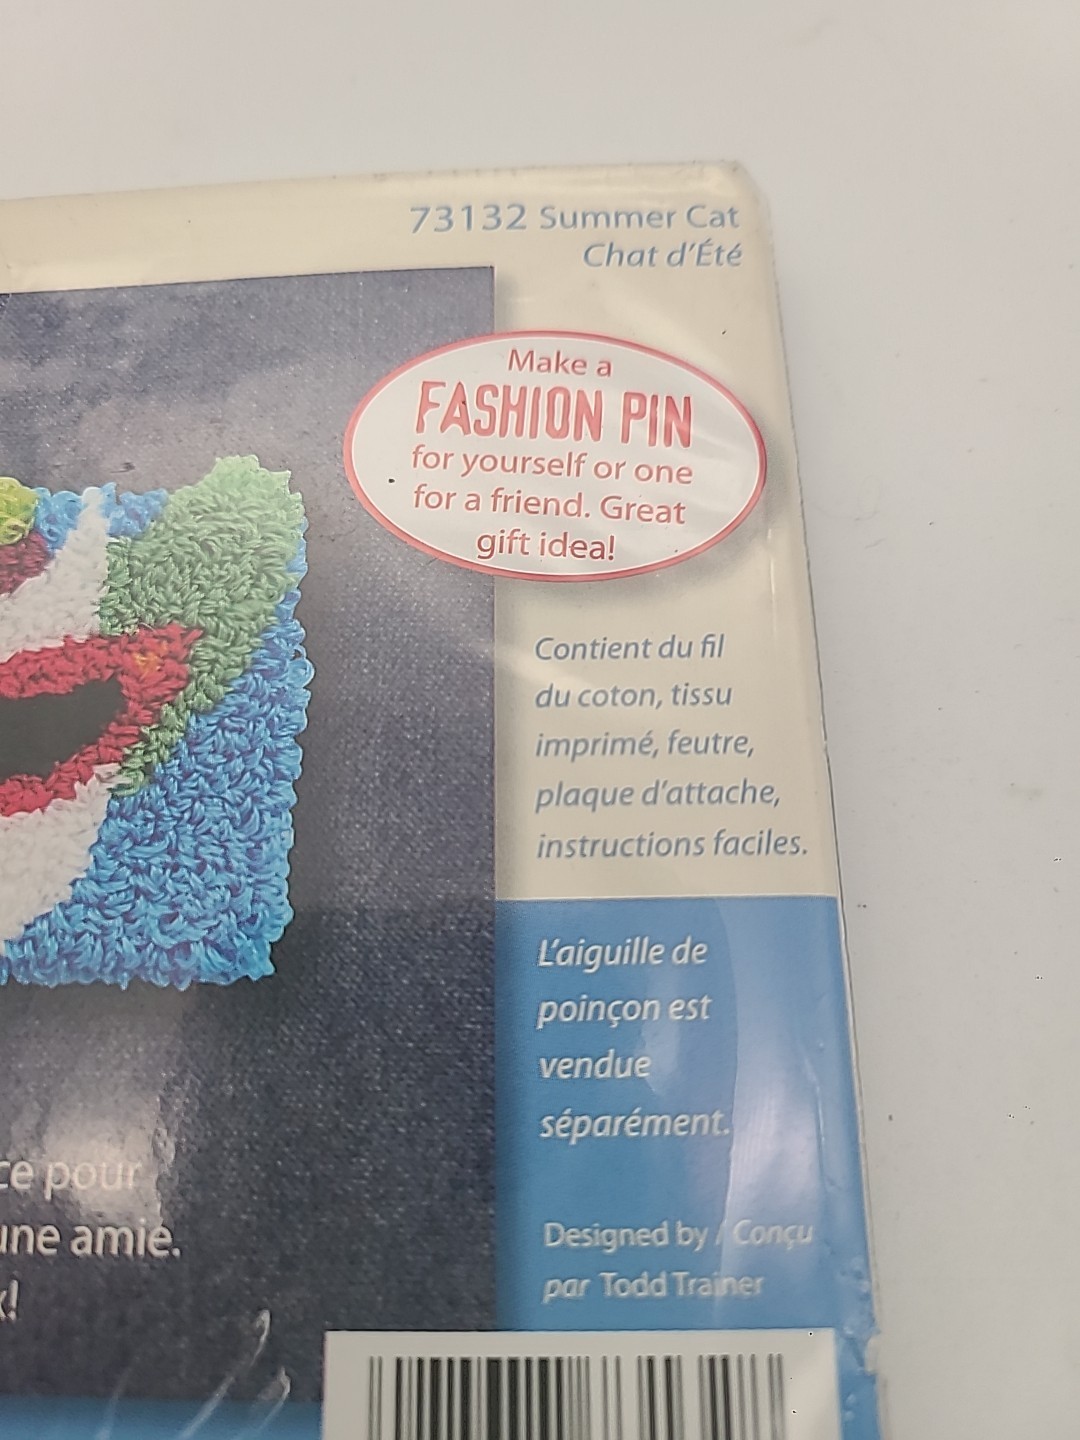 73132 Summer Cat
Chat d'Été
Make a
FASHION PIN
for yourself or one
for a friend. Great
gift idea!
Contient du fil
du coton, tissu
imprimé, feutre,
plaque d'attache,
instructions faciles.
L'aiguille de
poinçon est
vendue
séparément.
pour
une amie.
Designed by / Conçu
par Todd Trainer